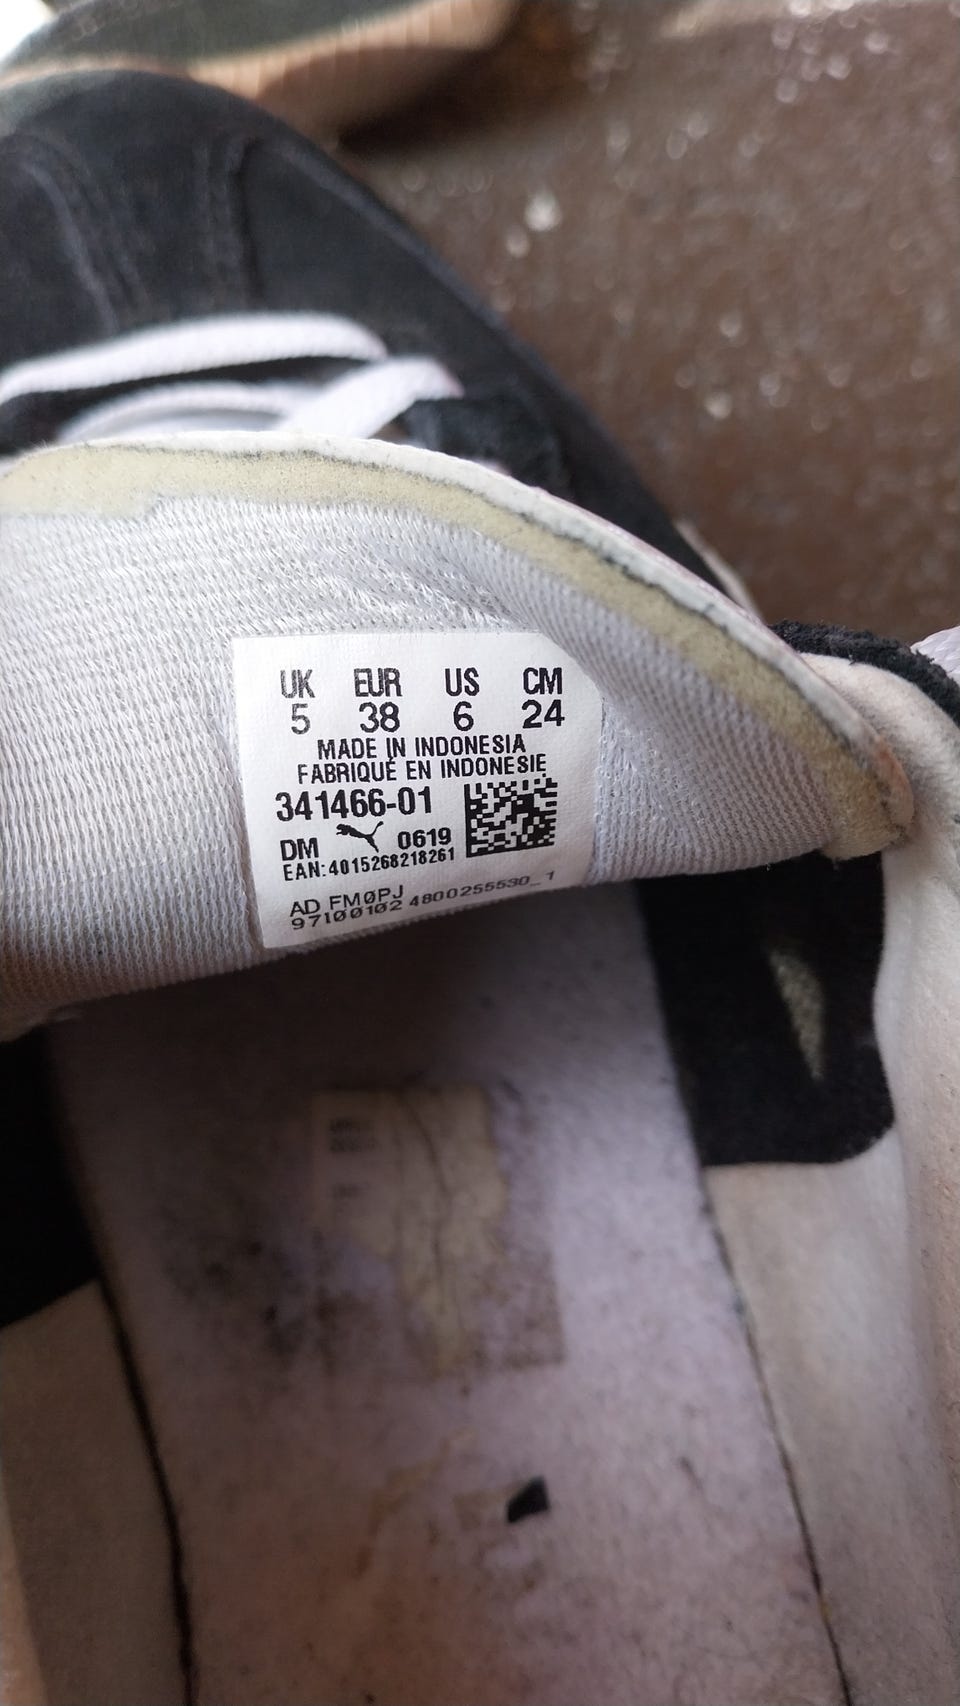 UK EUR US CM
5 38 6 24
MADE IN INDONESIA
FABRIQUÉ EN INDONESIE
341466-01
DM 0619
EAN:4015268218261
AD FM0PJ
97100102 4800255530_1